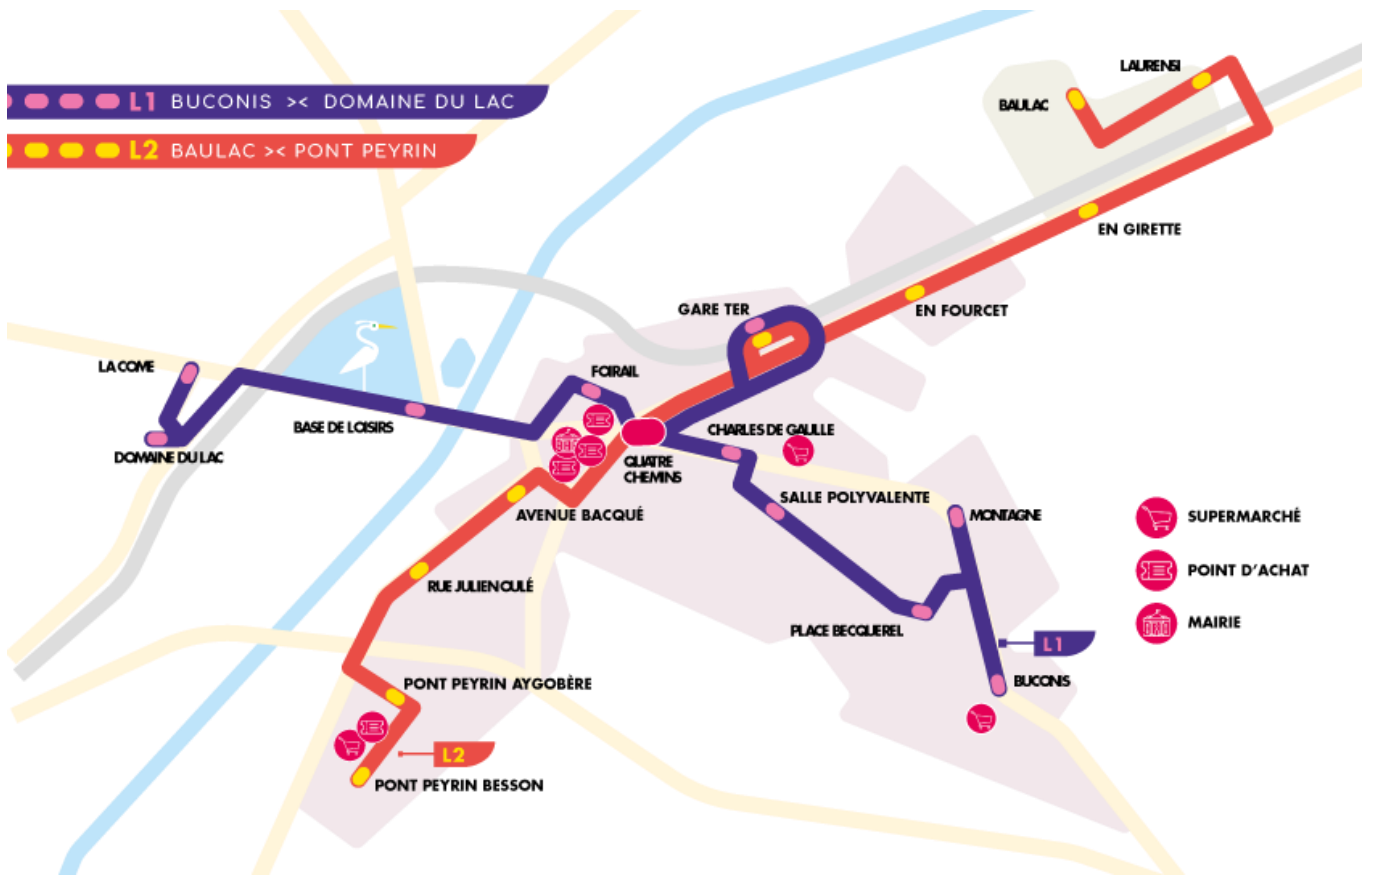 L1 BUCONIS >< DOMAINE DU LAC
L2 BAULAC >< PONT PEYRIN
LAURENSI
BAULAC
EN GIRETTE
EN FOURCET
GARE TER
LA COME
FOIRAIL
BASE DE LOISIRS
DOMAINE DU LAC
CHARLES DE GAULLE
QUATRE
CHEMINS
SALLE POLYVALENTE
AVENUE BACQUÉ
MONTAGNE
SUPERMARCHÉ
POINT D'ACHAT
RUE JULIEN CULÉ
PLACE BECQUEREL
MAIRIE
L1
BUCONIS
PONT PEYRIN AYGOBÈRE
L2
PONT PEYRIN BESSON